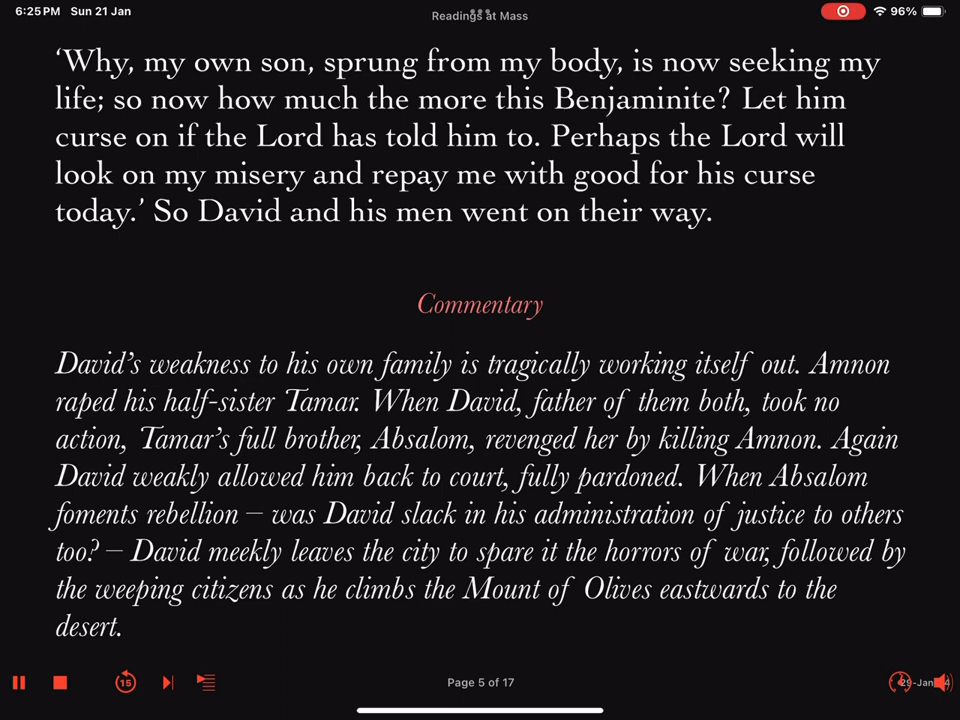 6:25 PM Sun 21 Jan
Readings at Mass
96%
‘Why, my own son, sprung from my body, is now seeking my
life; so now how much the more this Benjaminite? Let him
curse on if the Lord has told him to. Perhaps the Lord will
look on my misery and repay me with good for his curse
today.’ So David and his men went on their way.
Commentary
David’s weakness to his own family is tragically working itself out. Amnon
raped his half-sister Tamar. When David, father of them both, took no
action, Tamar’s full brother, Absalom, revenged her by killing Amnon. Again
David weakly allowed him back to court, fully pardoned. When Absalom
foments rebellion – was David slack in his administration of justice to others
too? – David meekly leaves the city to spare it the horrors of war, followed by
the weeping citizens as he climbs the Mount of Olives eastwards to the
desert.
15
Page 5 of 17